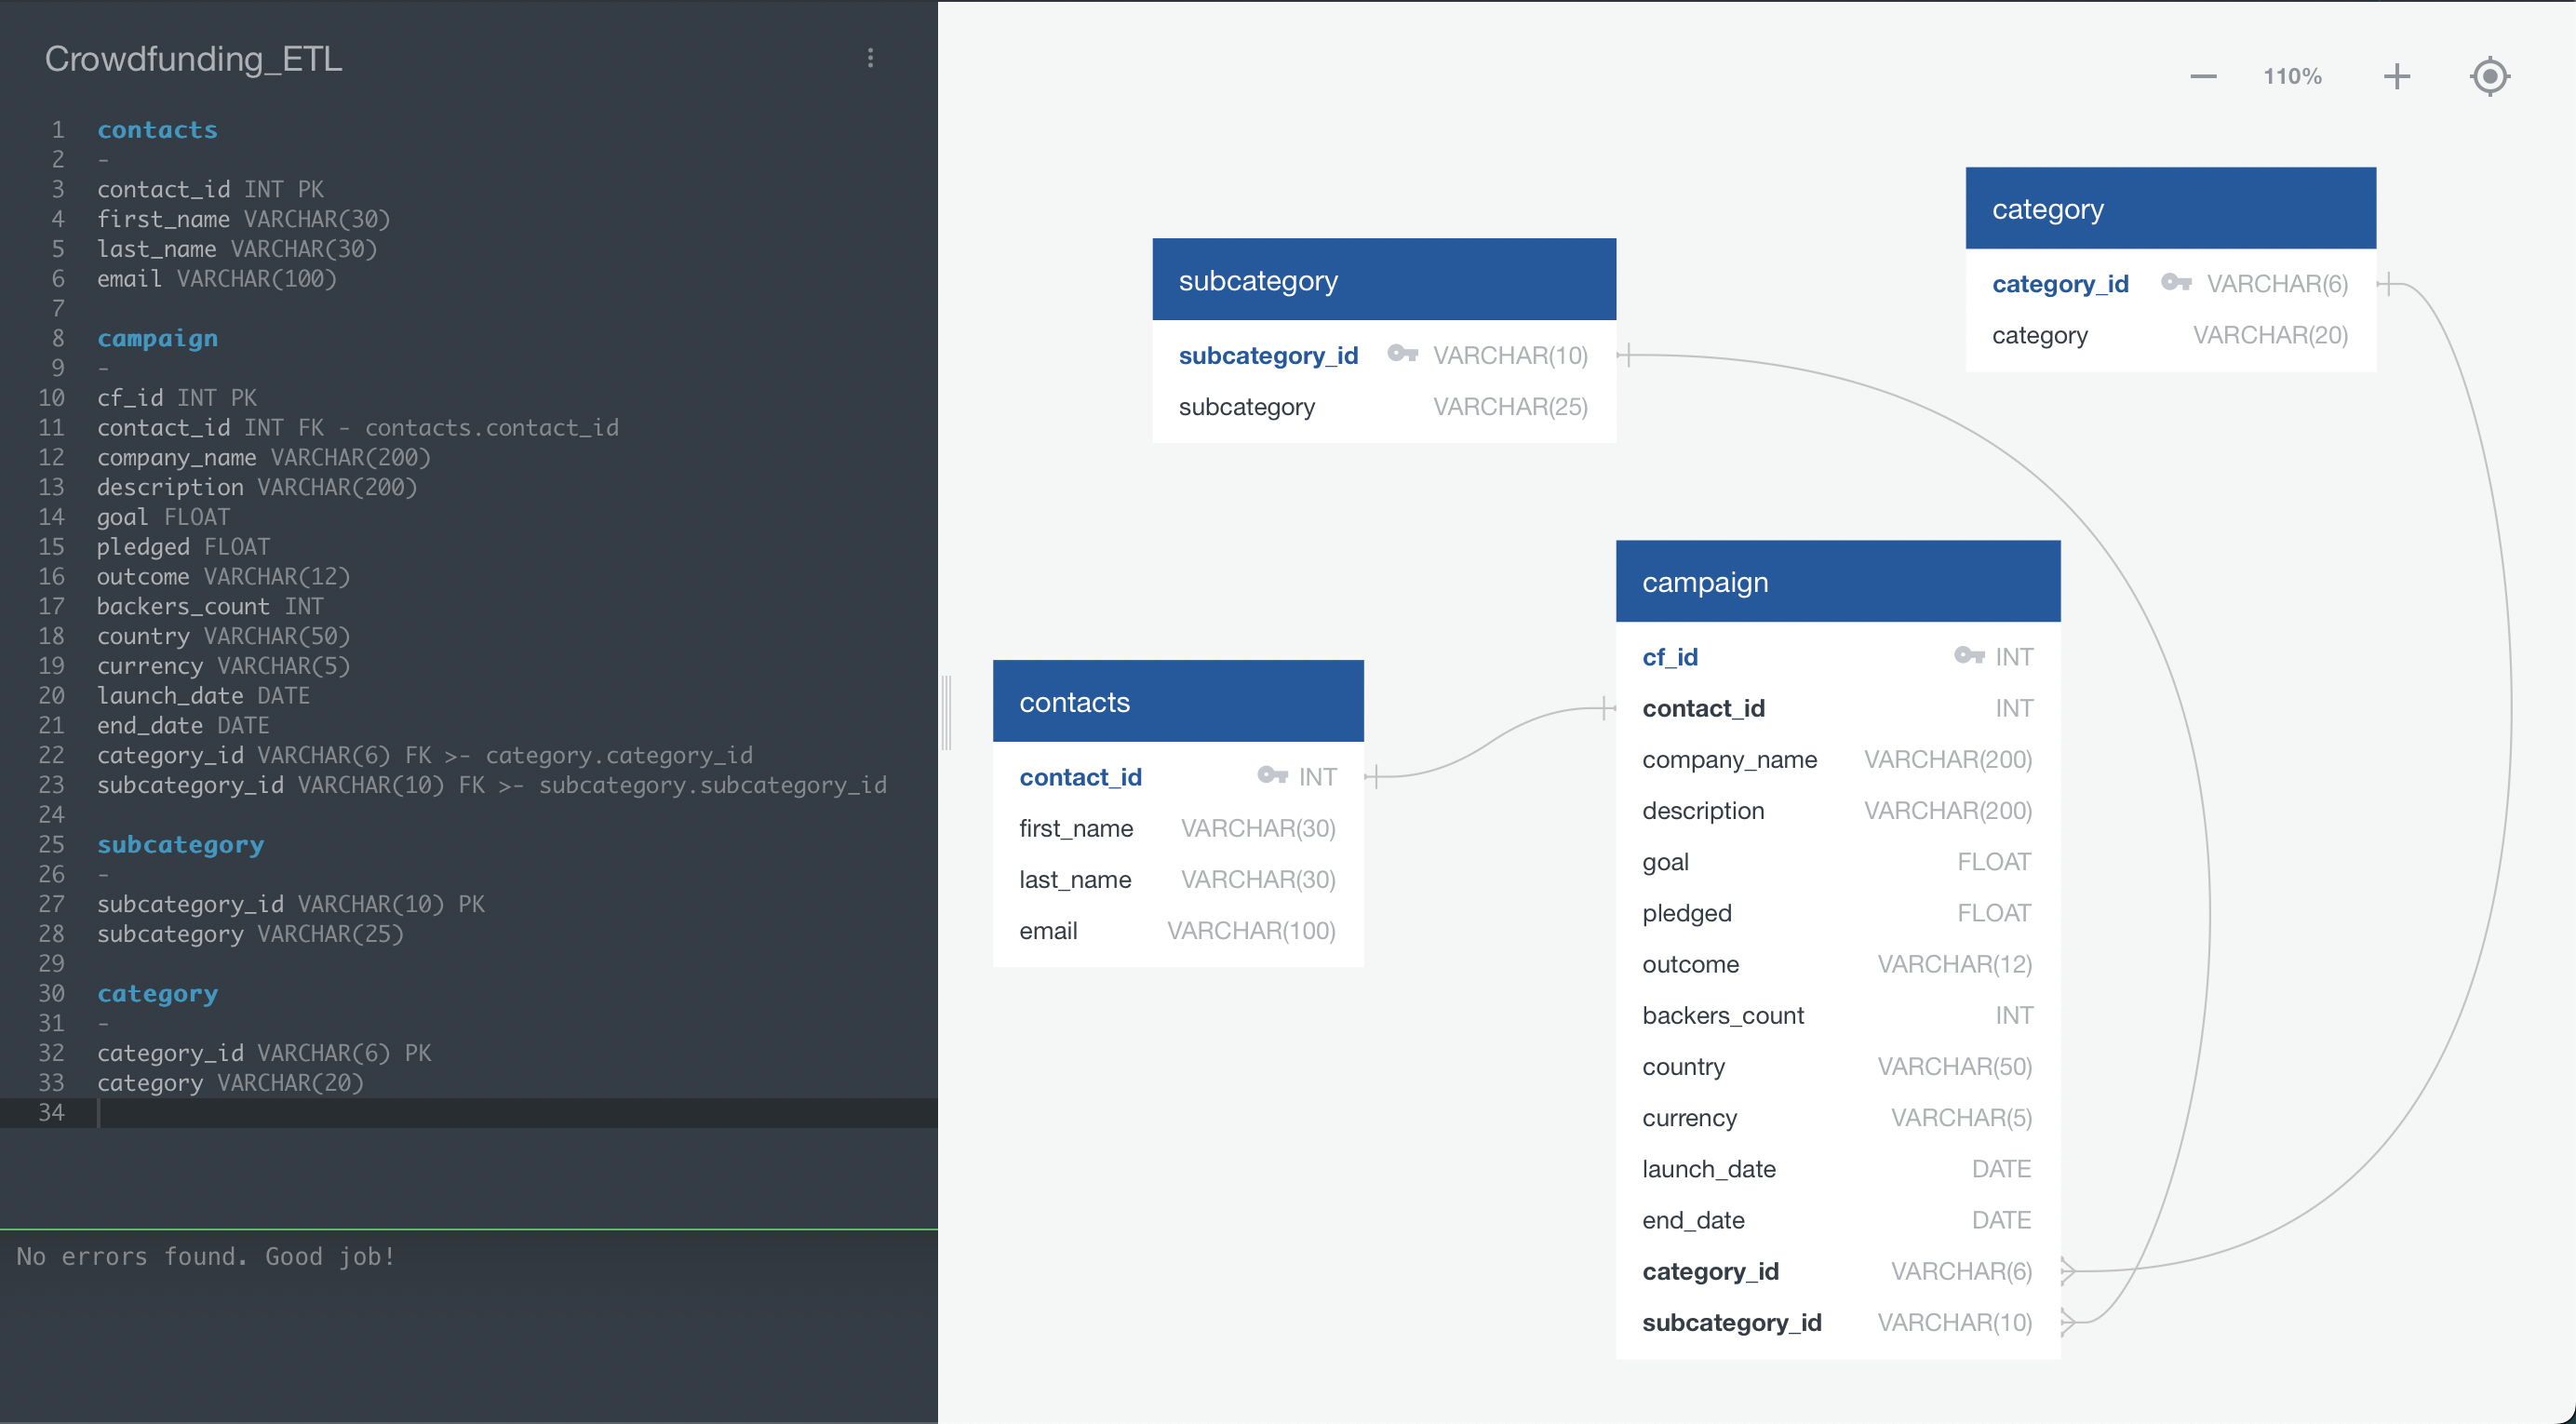 Crowdfunding_ETL
1 contacts
2 -
3 contact_id INT PK
4 first_name VARCHAR(30)
5 last_name VARCHAR(30)
6 email VARCHAR(100)
7
8 campaign
9 -
10 cf_id INT PK
11 contact_id INT FK - contacts.contact_id
12 company_name VARCHAR(200)
13 description VARCHAR(200)
14 goal FLOAT
15 pledged FLOAT
16 outcome VARCHAR(12)
17 backers_count INT
18 country VARCHAR(50)
19 currency VARCHAR(5)
20 launch_date DATE
21 end_date DATE
22 category_id VARCHAR(6) FK >- category.category_id
23 subcategory_id VARCHAR(10) FK >- subcategory.subcategory_id
24
25 subcategory
26 -
27 subcategory_id VARCHAR(10) PK
28 subcategory VARCHAR(25)
29
30 category
31 -
32 category_id VARCHAR(6) PK
33 category VARCHAR(20)
34
No errors found. Good job!
110%
subcategory
subcategory_id VARCHAR(10)
subcategory VARCHAR(25)
category
category_id VARCHAR(6)
category VARCHAR(20)
contacts
contact_id INT
first_name VARCHAR(30)
last_name VARCHAR(30)
email VARCHAR(100)
campaign
cf_id INT
contact_id INT
company_name VARCHAR(200)
description VARCHAR(200)
goal FLOAT
pledged FLOAT
outcome VARCHAR(12)
backers_count INT
country VARCHAR(50)
currency VARCHAR(5)
launch_date DATE
end_date DATE
category_id VARCHAR(6)
subcategory_id VARCHAR(10)